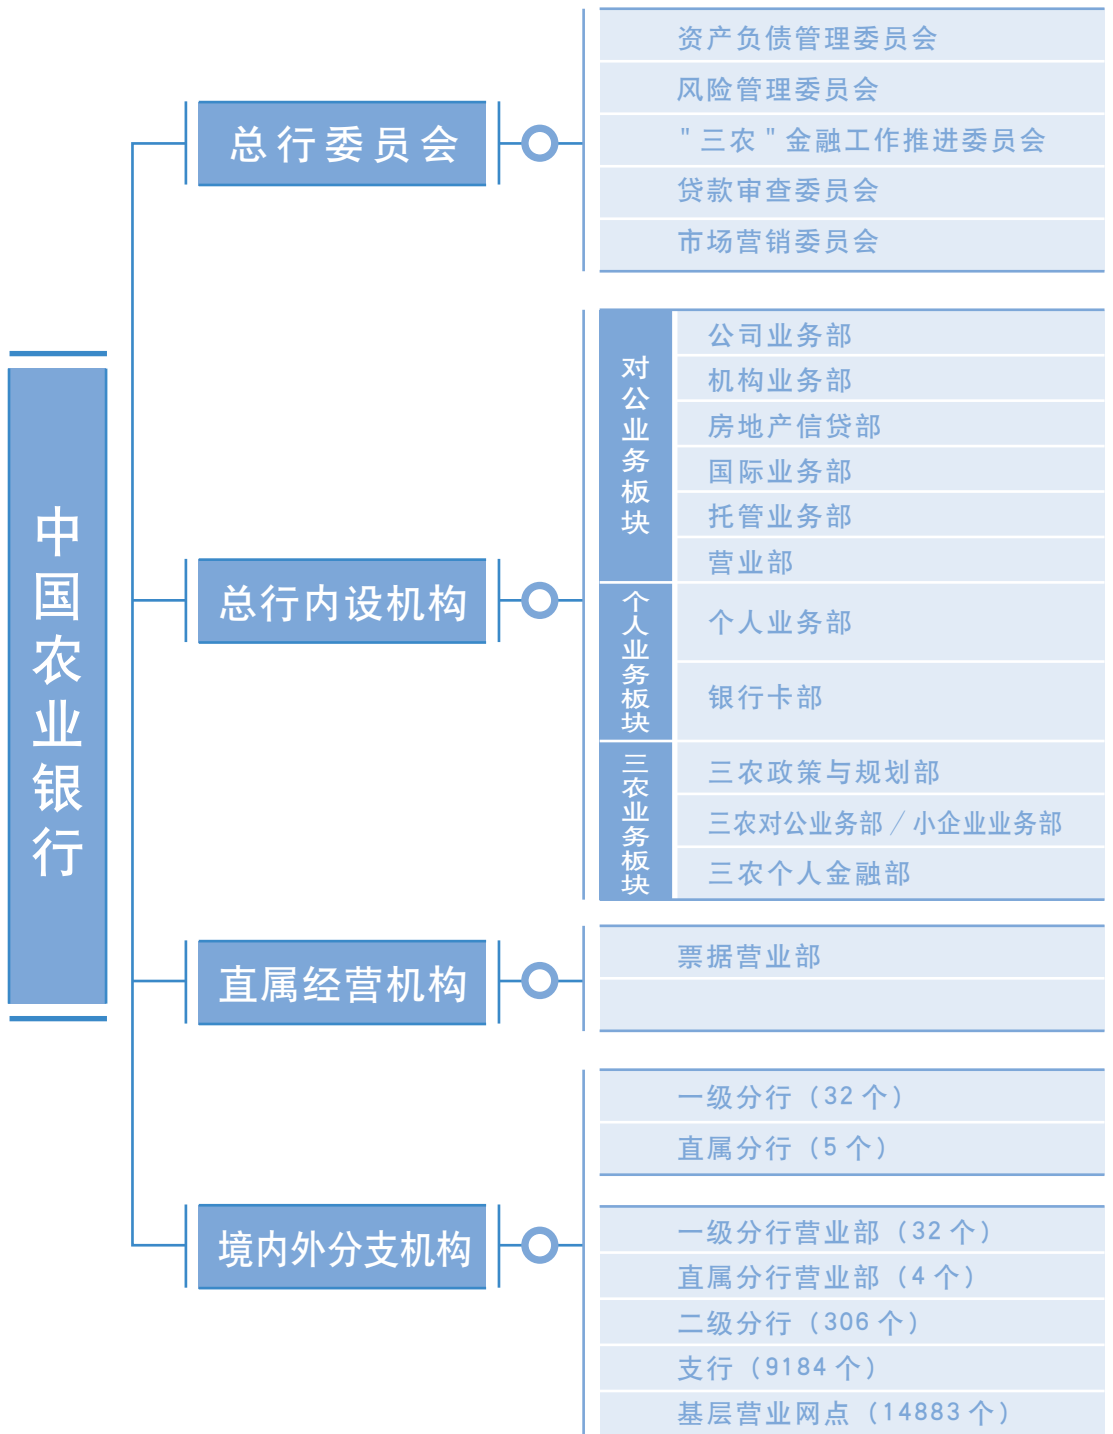 中国农业银行
总行委员会
资产负债管理委员会
风险管理委员会
"三农"金融工作推进委员会
贷款审查委员会
市场营销委员会
总行内设机构
对公业务板块
公司业务部
机构业务部
房地产信贷部
国际业务部
托管业务部
营业部
个人业务板块
个人业务部
银行卡部
三农业务板块
三农政策与规划部
三农对公业务部/小企业业务部
三农个人金融部
直属经营机构
票据营业部
境内外分支机构
一级分行（32个）
直属分行（5个）
一级分行营业部（32个）
直属分行营业部（4个）
二级分行（306个）
支行（9184个）
基层营业网点（14883个）